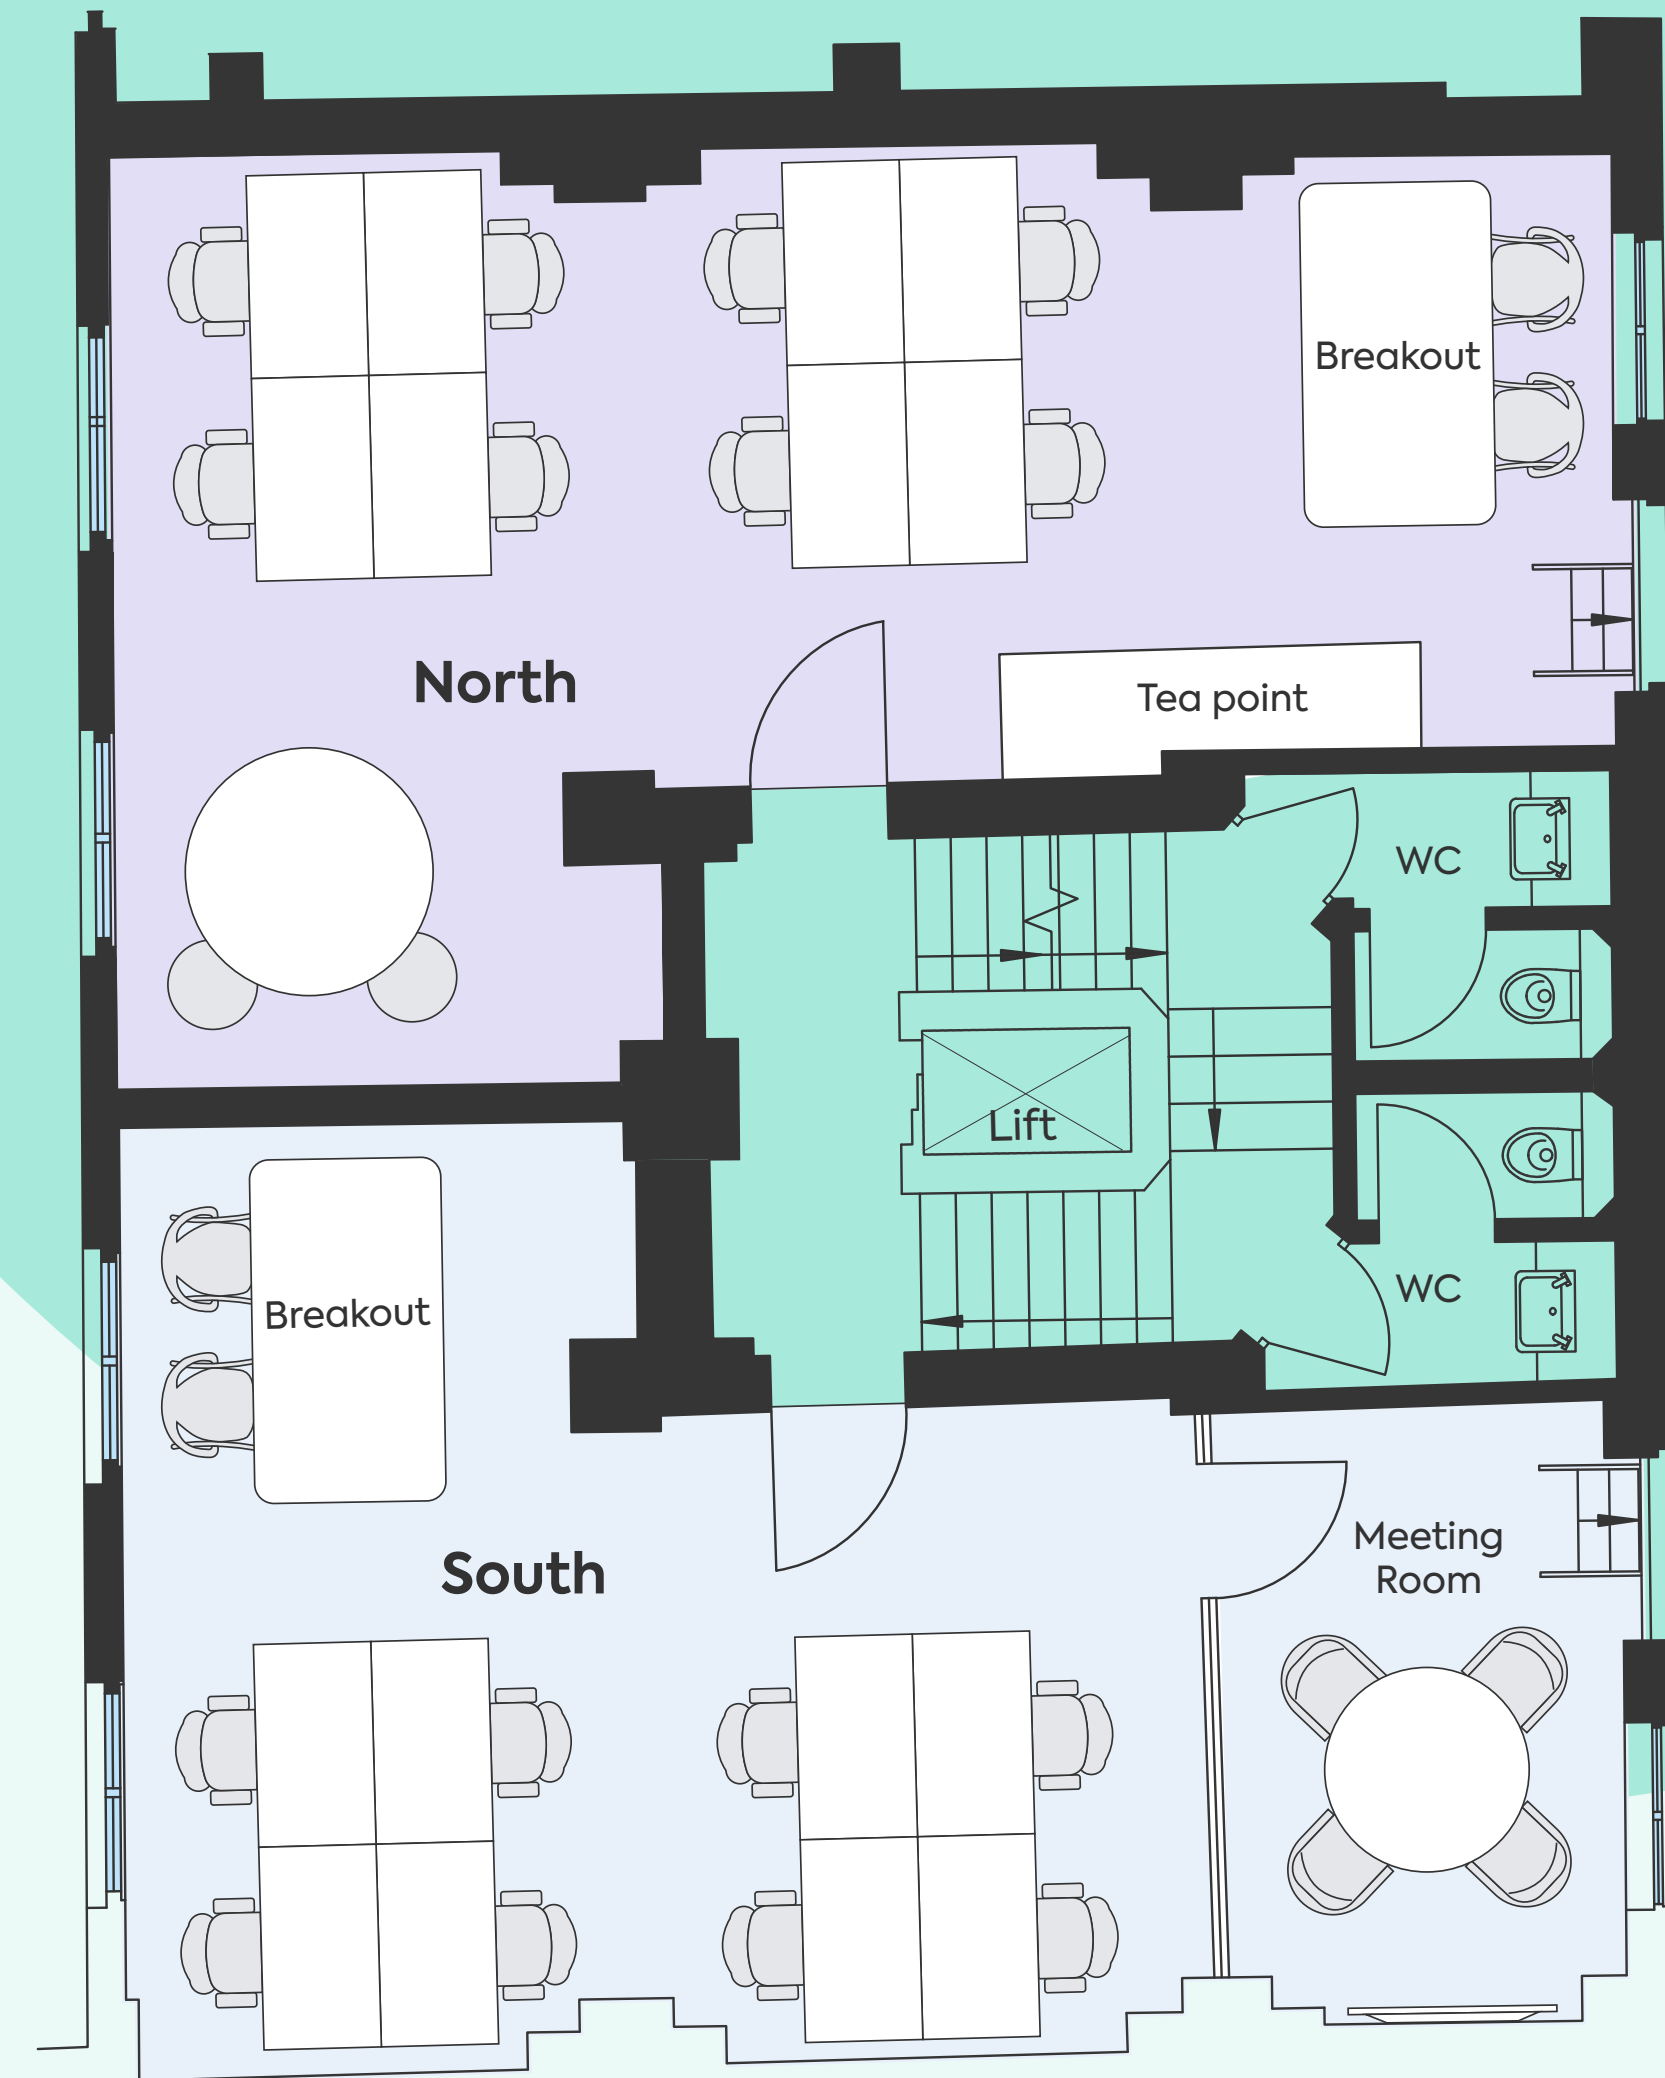 Breakout
North
Tea point
WC
Lift
WC
Breakout
South
Meeting
Room